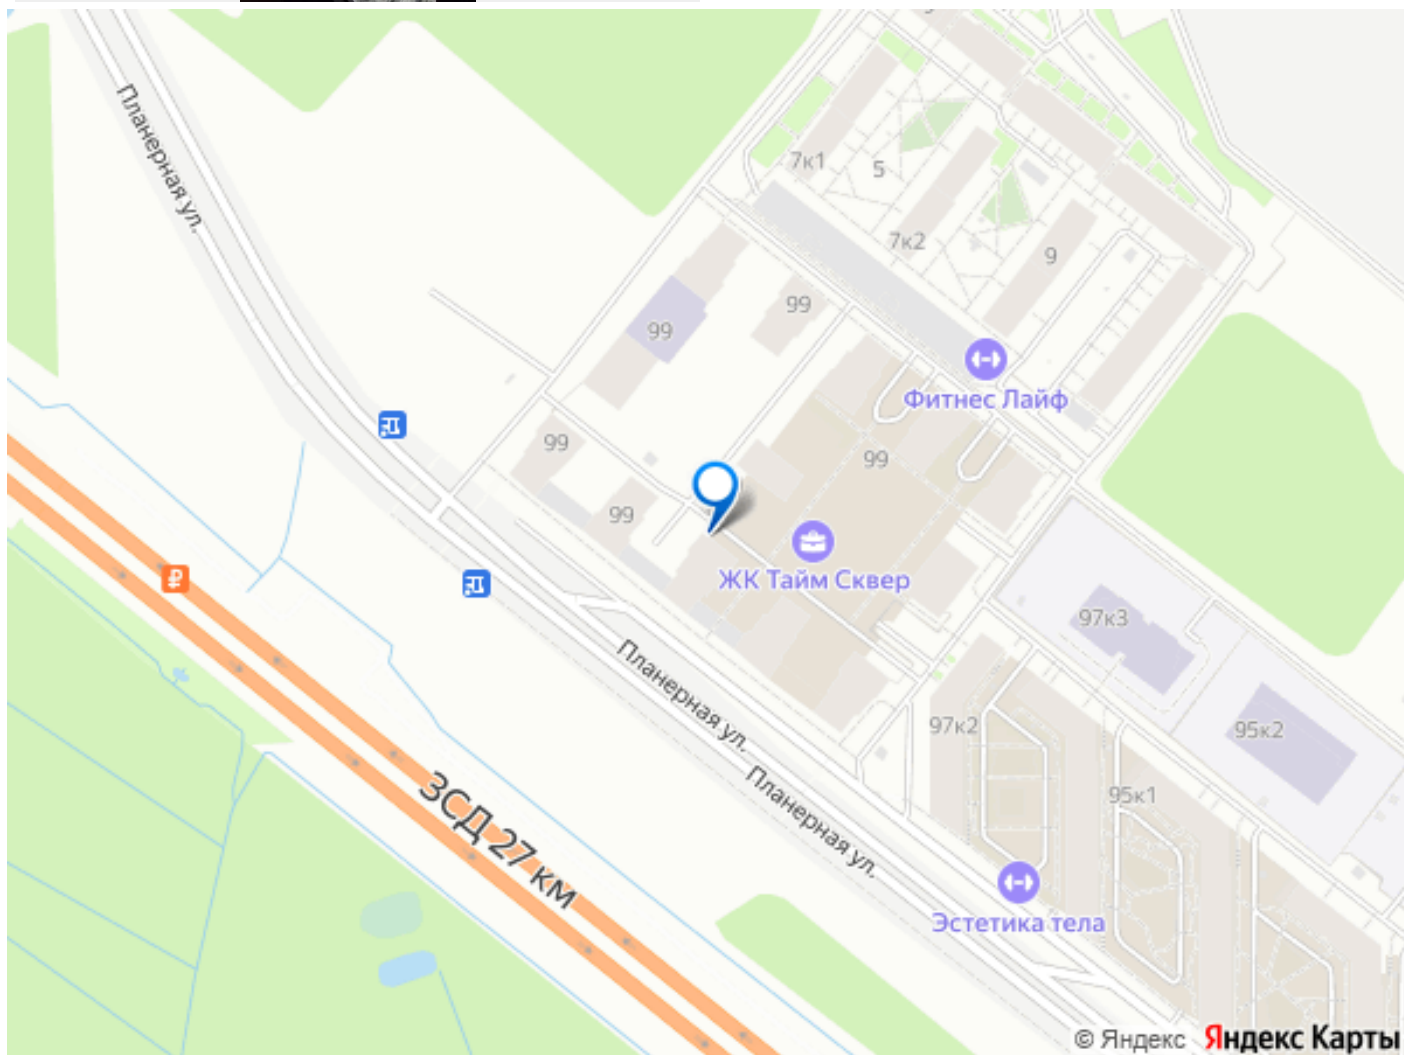 Планерная ул.
7к1
5
7к2
9
99
99
Фитнес Лайф
99
99
99
ЖК Тайм Сквер
97к3
Планерная ул.
97к2
95к2
Планерная ул.
95к1
ЗСД 27 км
Эстетика тела
© Яндекс Яндекс Карты